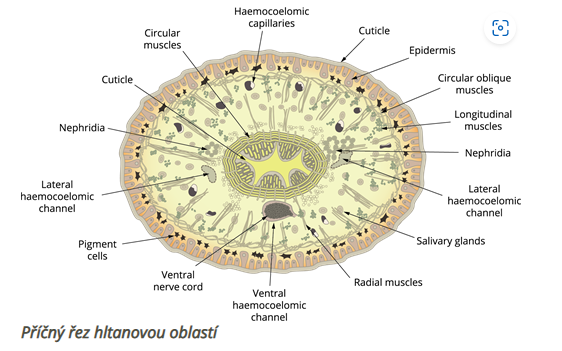 Haemocoelomic
capillaries
Circular
muscles
Cuticle
Epidermis
Cuticle
Circular oblique
muscles
Longitudinal
muscles
Nephridia
Nephridia
Lateral
haemocoelomic
channel
Lateral
haemocoelomic
channel
Pigment
cells
Salivary glands
Ventral
nerve cord
Radial muscles
Ventral
haemocoelomic
channel
Příčný řez hltanovou oblastí